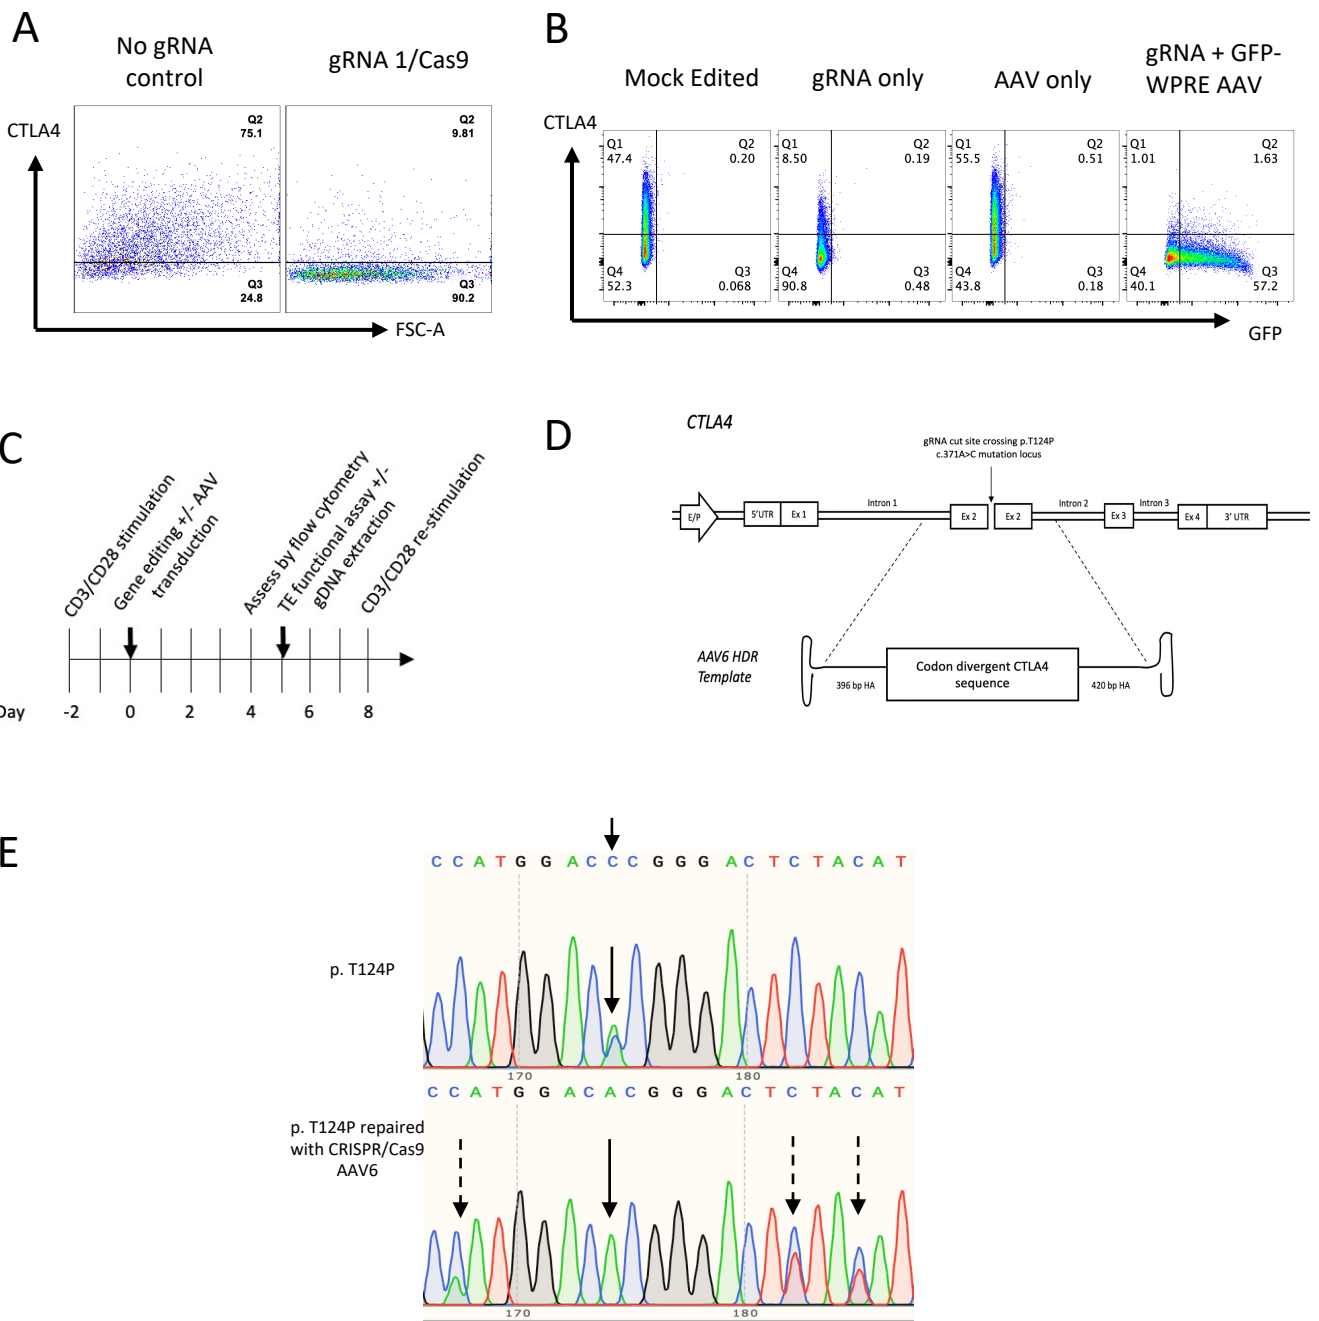 A
No gRNA
control
gRNA 1/Cas9
CTLA4
Q2
75.1
Q3
24.8
Q2
9.81
Q3
90.2
FSC-A
B
Mock Edited
gRNA only
AAV only
gRNA + GFP-
WPRE AAV
CTLA4
Q1
47.4
Q2
0.20
Q4
52.3
Q3
0.068
Q1
8.50
Q2
0.19
Q4
90.8
Q3
0.48
Q1
55.5
Q2
0.51
Q4
43.8
Q3
0.18
Q1
1.01
Q2
1.63
Q4
40.1
Q3
57.2
GFP
C
CD3/CD28 stimulation
Gene editing +/- AAV
transduction
Assess by flow cytometry
TE functional assay +/-
gDNA extraction
CD3/CD28 re-stimulation
Day
-2
0
2
4
6
8
D
CTLA4
gRNA cut site crossing p.T124P
c.371A>C mutation locus
E/P
5'UTR
Ex 1
Intron 1
Ex 2
Ex 2
Intron 2
Ex 3
Intron 3
Ex 4
3' UTR
AAV6 HDR
Template
396 bp HA
Codon divergent CTLA4
sequence
420 bp HA
E
C C A T G G A C C C G G G A C T C T A C A T
p. T124P
170
180
C C A T G G A C A C G G G A C T C T A C A T
p. T124P repaired
with CRISPR/Cas9
AAV6
170
180